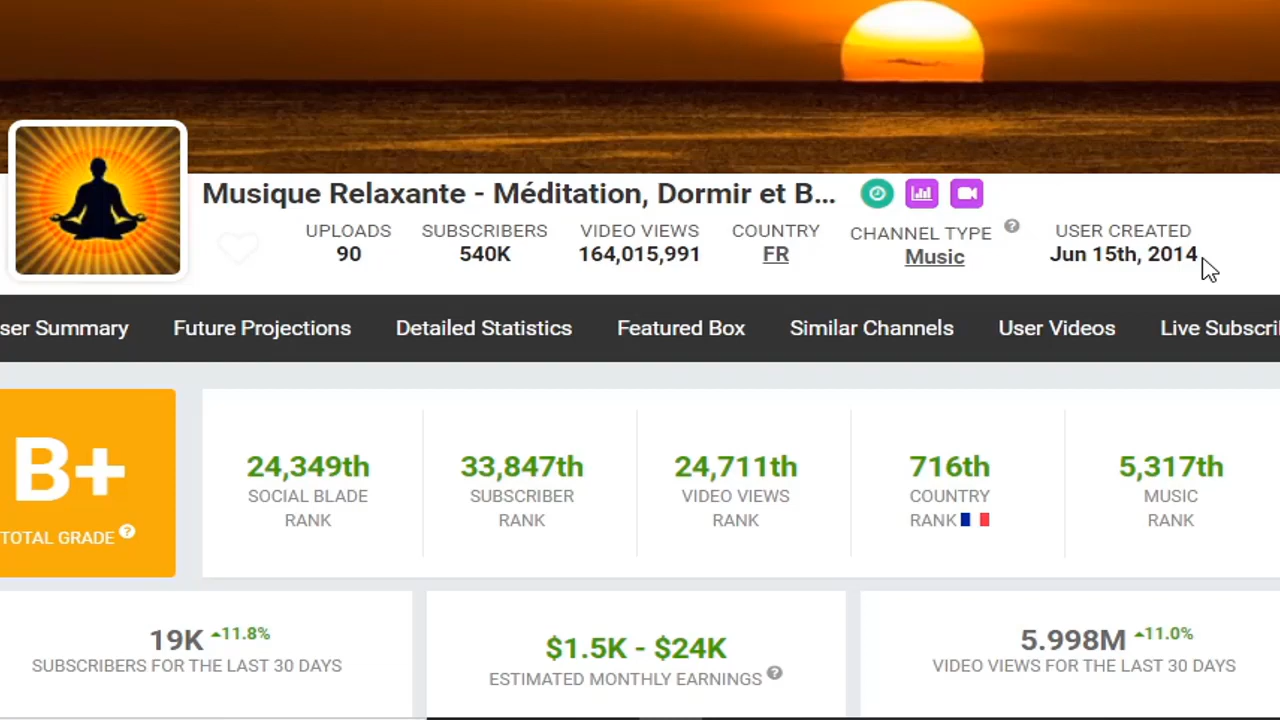 Musique Relaxante - Méditation, Dormir et B...
UPLOADS SUBSCRIBERS VIDEO VIEWS COUNTRY CHANNEL TYPE ? USER CREATED
90 540K 164,015,991 FR Music Jun 15th, 2014
ser Summary Future Projections Detailed Statistics Featured Box Similar Channels User Videos Live Subscri
B+
TOTAL GRADE ?
24,349th 33,847th 24,711th 716th 5,317th
SOCIAL BLADE SUBSCRIBER VIDEO VIEWS COUNTRY MUSIC
RANK RANK RANK RANK RANK
19K 11.8% $1.5K - $24K 5.998M 11.0%
SUBSCRIBERS FOR THE LAST 30 DAYS ESTIMATED MONTHLY EARNINGS ? VIDEO VIEWS FOR THE LAST 30 DAYS